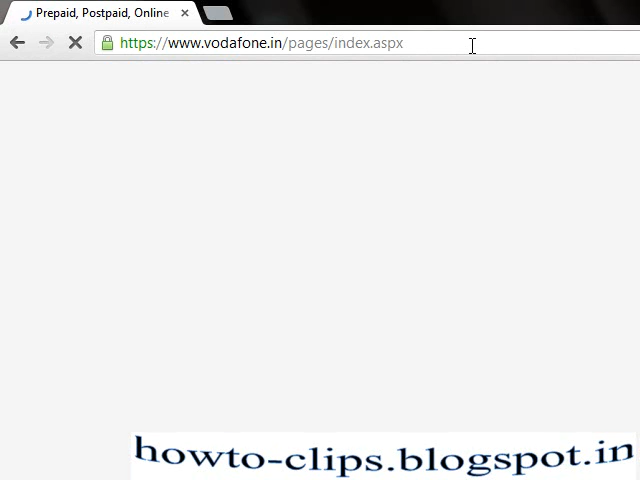 Prepaid, Postpaid, Online
https://www.vodafone.in/pages/index.aspx
howto-clips.blogspot.in